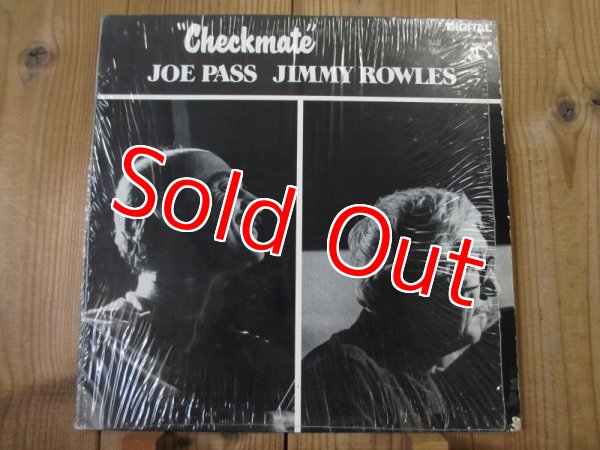 "Checkmate"
DIGITAL
JOE PASS JIMMY ROWLES
Sold Out